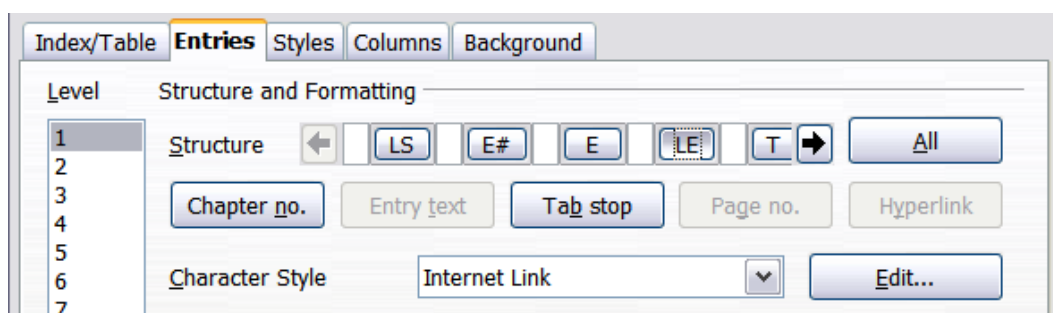 Index/Table Entries Styles Columns Background
Level Structure and Formatting
1
Structure LS E# E LE T All
2
3
Chapter no. Entry text Tab stop Page no. Hyperlink
4
5
6
Character Style Internet Link Edit...
7